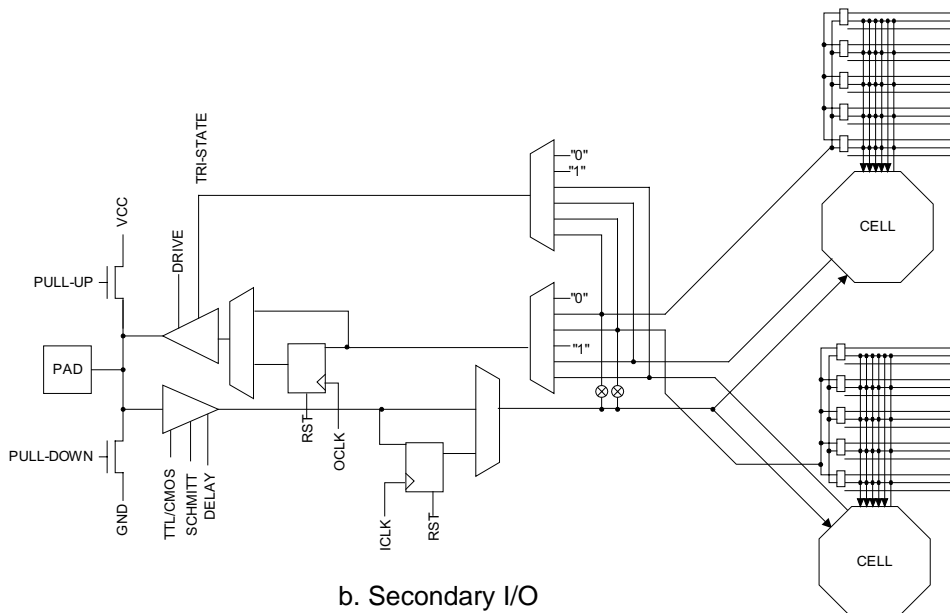 "0"
"1"
TRI-STATE
VCC
DRIVE
CELL
PULL-UP
"0"
"1"
PAD
RST
OCLK
PULL-DOWN
GND
TTL/CMOS
SCHMITT
DELAY
ICLK
RST
CELL
b. Secondary I/O